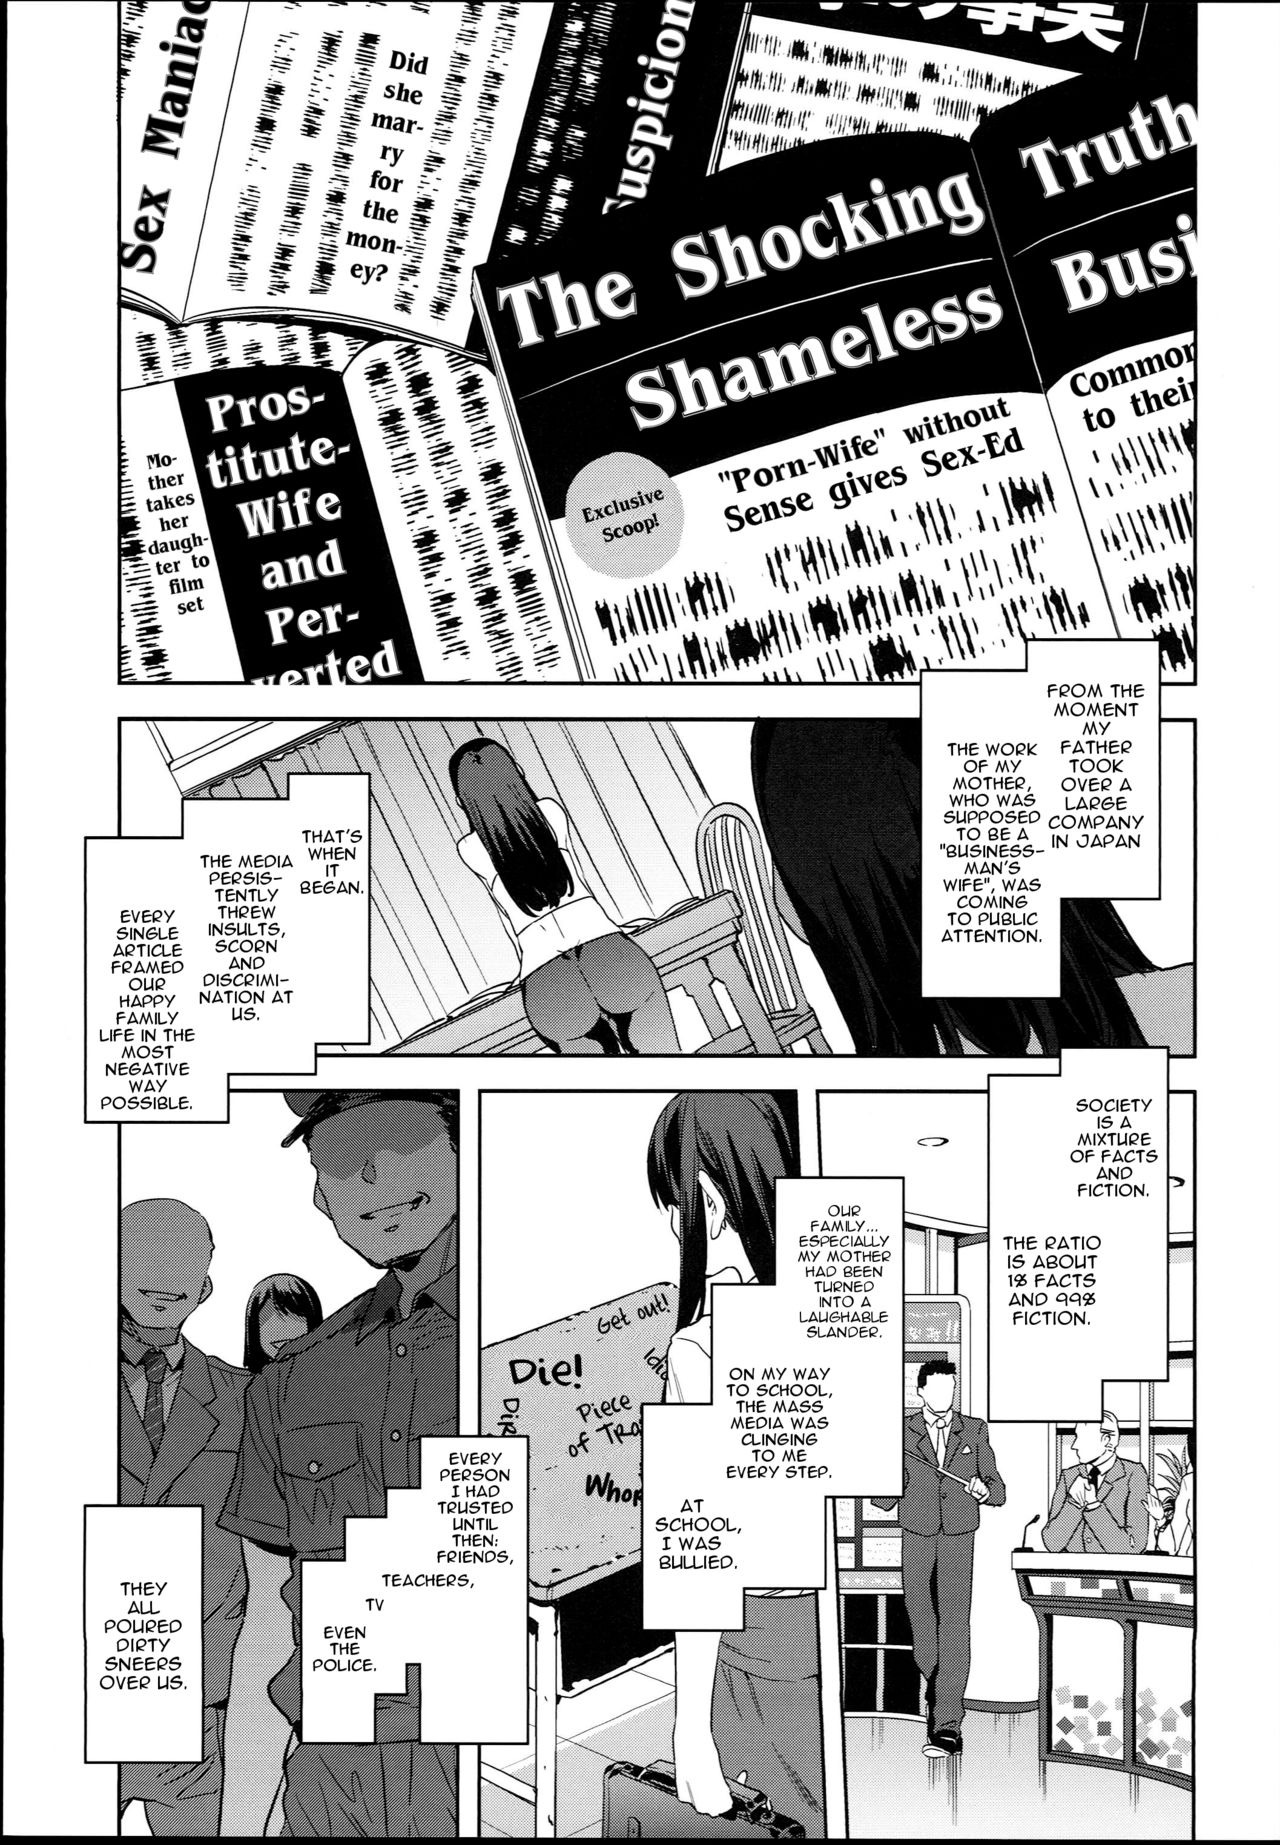 Sex Maniac
Did
she
mar-
ry
for
the
mon-
ey?
Suspicion
の事実
The Shocking Truth
Shameless Busi
"Porn-Wife" without
Sense gives Sex-Ed
Common
to their
Exclusive
Scoop!
Pros-
titute-
Wife
and
Per-
verted
Mo-
ther
takes
her
daugh-
ter to
film
set
FROM THE
MOMENT
MY
FATHER
TOOK
OVER A
LARGE
COMPANY
IN JAPAN
THE WORK
OF MY
MOTHER,
WHO WAS
SUPPOSED
TO BE A
"BUSINESS-
MAN'S
WIFE", WAS
COMING
TO PUBLIC
ATTENTION.
THAT'S
WHEN
IT
BEGAN.
THE MEDIA
PERSIS-
TENTLY
THREW
INSULTS,
SCORN
AND
DISCRIMI-
NATION AT
US.
EVERY
SINGLE
ARTICLE
FRAMED
OUR
HAPPY
FAMILY
LIFE IN THE
MOST
NEGATIVE
WAY
POSSIBLE.
SOCIETY
IS A
MIXTURE
OF FACTS
AND
FICTION.
THE RATIO
IS ABOUT
1% FACTS
AND 99%
FICTION.
OUR
FAMILY...
ESPECIALLY
MY MOTHER
HAD BEEN
TURNED
INTO A
LAUGHABLE
SLANDER.
ON MY WAY
TO SCHOOL,
THE MASS
MEDIA WAS
CLINGING
TO ME
EVERY STEP.
AT
SCHOOL,
I WAS
BULLIED.
Get out!
Die!
Piece
of Tra
Whor
EVERY
PERSON
I HAD
TRUSTED
UNTIL
THEN:
FRIENDS,
TEACHERS,
TV
EVEN
THE
POLICE.
THEY
ALL
POURED
DIRTY
SNEERS
OVER US.